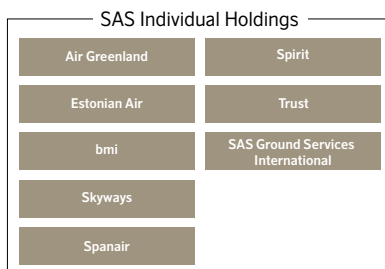 SAS Individual Holdings
Air Greenland
Spirit
Estonian Air
Trust
bmi
SAS Ground Services
International
Skyways
Spanair